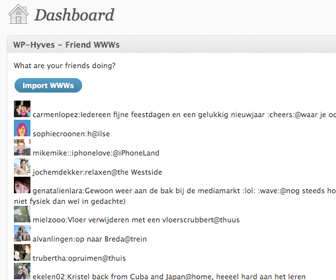 Dashboard
WP-Hyves – Friend WWWs
What are your friends doing?
Import WWWs
carmenlopez:Iedereen fijne feestdagen en een gelukkig nieuwjaar :cheers:@waar je oo
sophiecroonen:h@ilse
mikemike::iphonelove:@iPhoneLand
jochemdekker:relaxen@the Westside
genatalienlara:Gewoon weer aan de bak bij de mediamarkt :lol: :wave:@nog steeds ho
niet fysiek dan wel in gedachte)
mielzooo:Vloer verwijderen met een vloerscrubbert@thuus
alvanlingen:op naar Breda@trein
trubertha:opruimen@thuis
ekelen02:Kristel back from Cuba and Japan@home, heeeel hard aan het leren